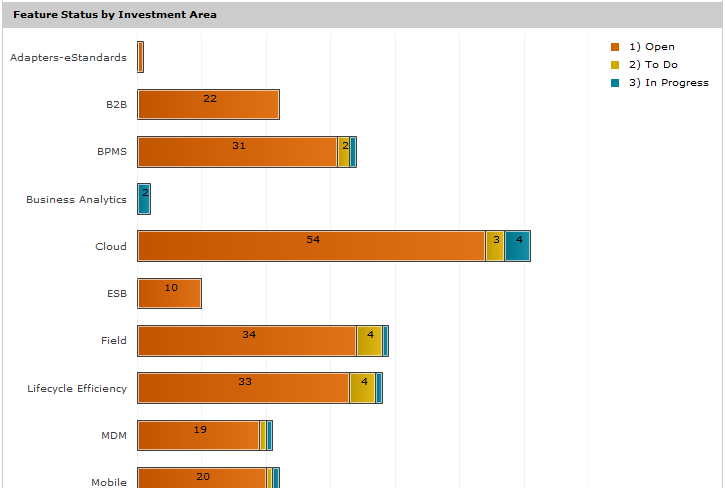 Feature Status by Investment Area
1) Open
2) To Do
3) In Progress
Adapters-eStandards
B2B 22
BPMS 31 2
Business Analytics 2
Cloud 54 3 4
ESB 10
Field 34 4
Lifecycle Efficiency 33 4
MDM 19
Mobile 20